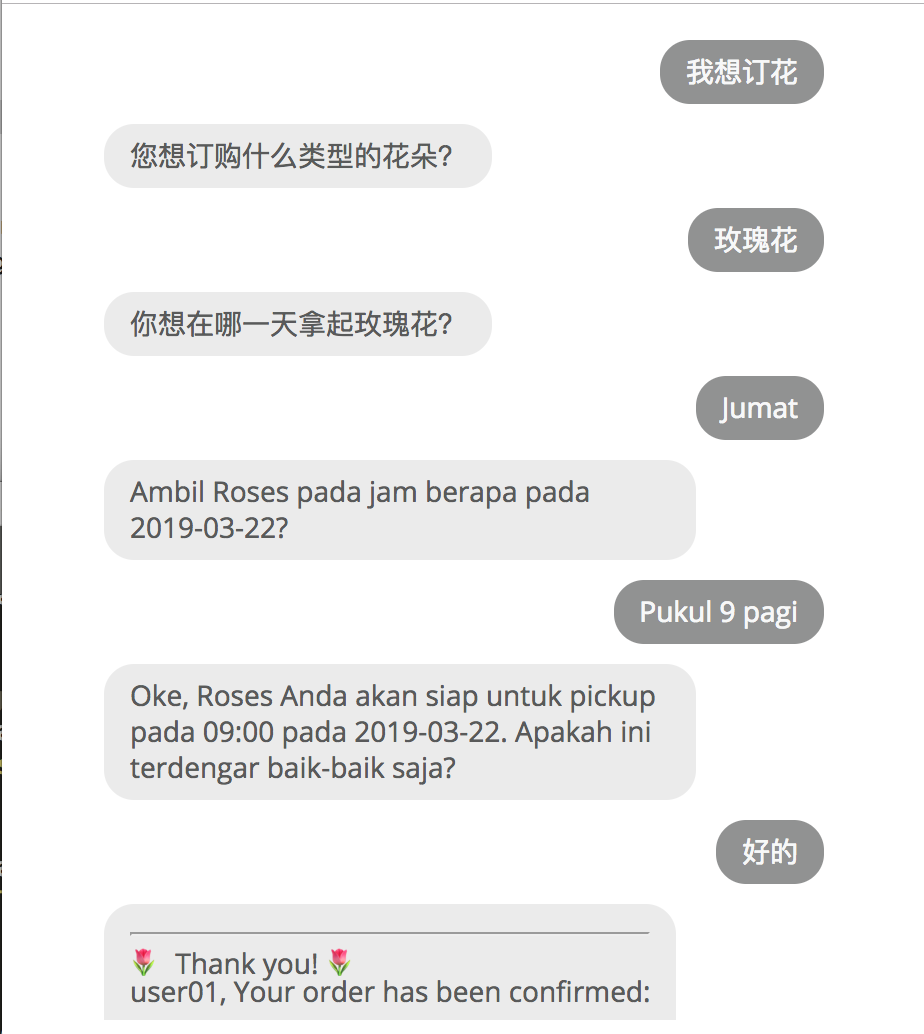 我想订花
您想订购什么类型的花朵?
玫瑰花
你想在哪一天拿起玫瑰花?
Jumat
Ambil Roses pada jam berapa pada
2019-03-22?
Pukul 9 pagi
Oke, Roses Anda akan siap untuk pickup
pada 09:00 pada 2019-03-22. Apakah ini
terdengar baik-baik saja?
好的
🌷 Thank you! 🌷
user01, Your order has been confirmed: